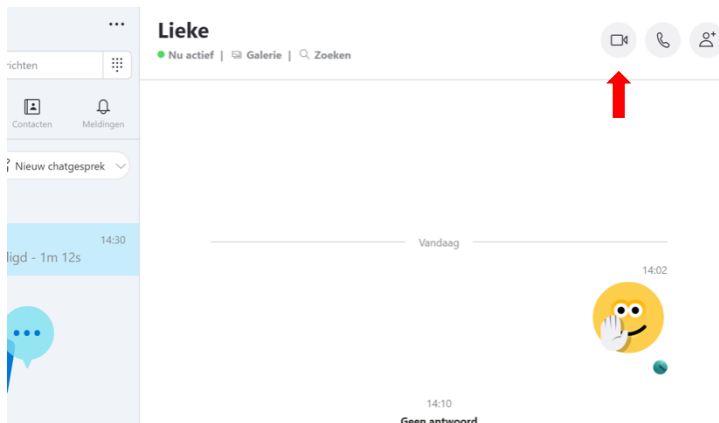 Lieke
Nu actief | Galerie | Zoeken
richten
Contacten
Meldingen
Nieuw chatgesprek
14:30
ligd - 1m 12s
Vandaag
14:02
14:10
Geen antwoord